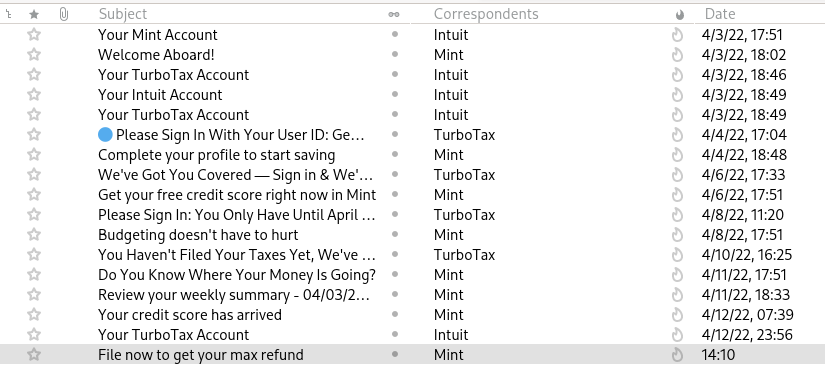 Subject Correspondents Date
Your Mint Account Intuit 4/3/22, 17:51
Welcome Aboard! Mint 4/3/22, 18:02
Your TurboTax Account Intuit 4/3/22, 18:46
Your Intuit Account Intuit 4/3/22, 18:49
Your TurboTax Account Intuit 4/3/22, 18:49
Please Sign In With Your User ID: Ge… TurboTax 4/4/22, 17:04
Complete your profile to start saving Mint 4/4/22, 18:48
We've Got You Covered — Sign in & We'… TurboTax 4/6/22, 17:33
Get your free credit score right now in Mint Mint 4/6/22, 17:51
Please Sign In: You Only Have Until April … TurboTax 4/8/22, 11:20
Budgeting doesn't have to hurt Mint 4/8/22, 17:51
You Haven't Filed Your Taxes Yet, We've … TurboTax 4/10/22, 16:25
Do You Know Where Your Money Is Going? Mint 4/11/22, 17:51
Review your weekly summary - 04/03/2… Mint 4/11/22, 18:33
Your credit score has arrived Mint 4/12/22, 07:39
Your TurboTax Account Intuit 4/12/22, 23:56
File now to get your max refund Mint 14:10